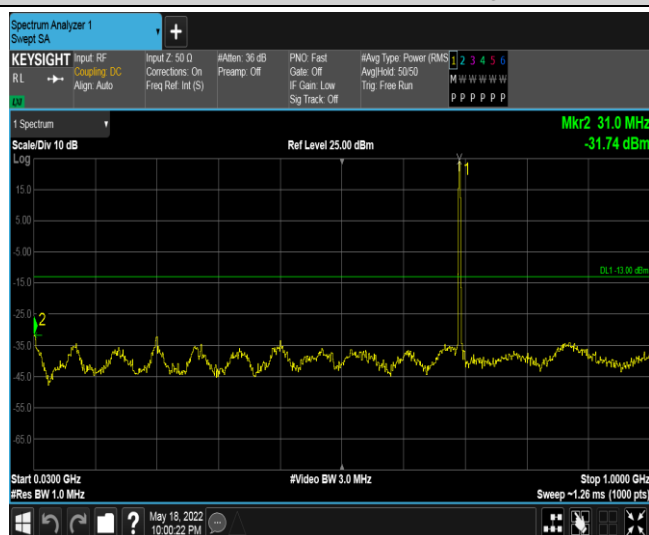 Spectrum Analyzer 1
Swept SA
+
KEYSIGHT
RL
LXI
Input: RF
Coupling: DC
Align: Auto
Input Z: 50 Ω
Corrections: On
Freq Ref: Int (S)
#Atten: 36 dB
Preamp: Off
PNO: Fast
Gate: Off
IF Gain: Low
Sig Track: Off
#Avg Type: Power (RMS
Avg|Hold: 50/50
Trig: Free Run
1 2 3 4 5 6
M W W W W W
P P P P P P
1 Spectrum
Scale/Div 10 dB
Ref Level 25.00 dBm
Mkr2 31.0 MHz
-31.74 dBm
Log
1
15.0
5.00
-5.00
DL1 -13.00 dBm
-15.0
-25.0
2
-35.0
-45.0
-55.0
-65.0
Start 0.0300 GHz
#Video BW 3.0 MHz
Stop 1.0000 GHz
#Res BW 1.0 MHz
Sweep ~1.26 ms (1000 pts)
?
May 18, 2022
10:00:22 PM